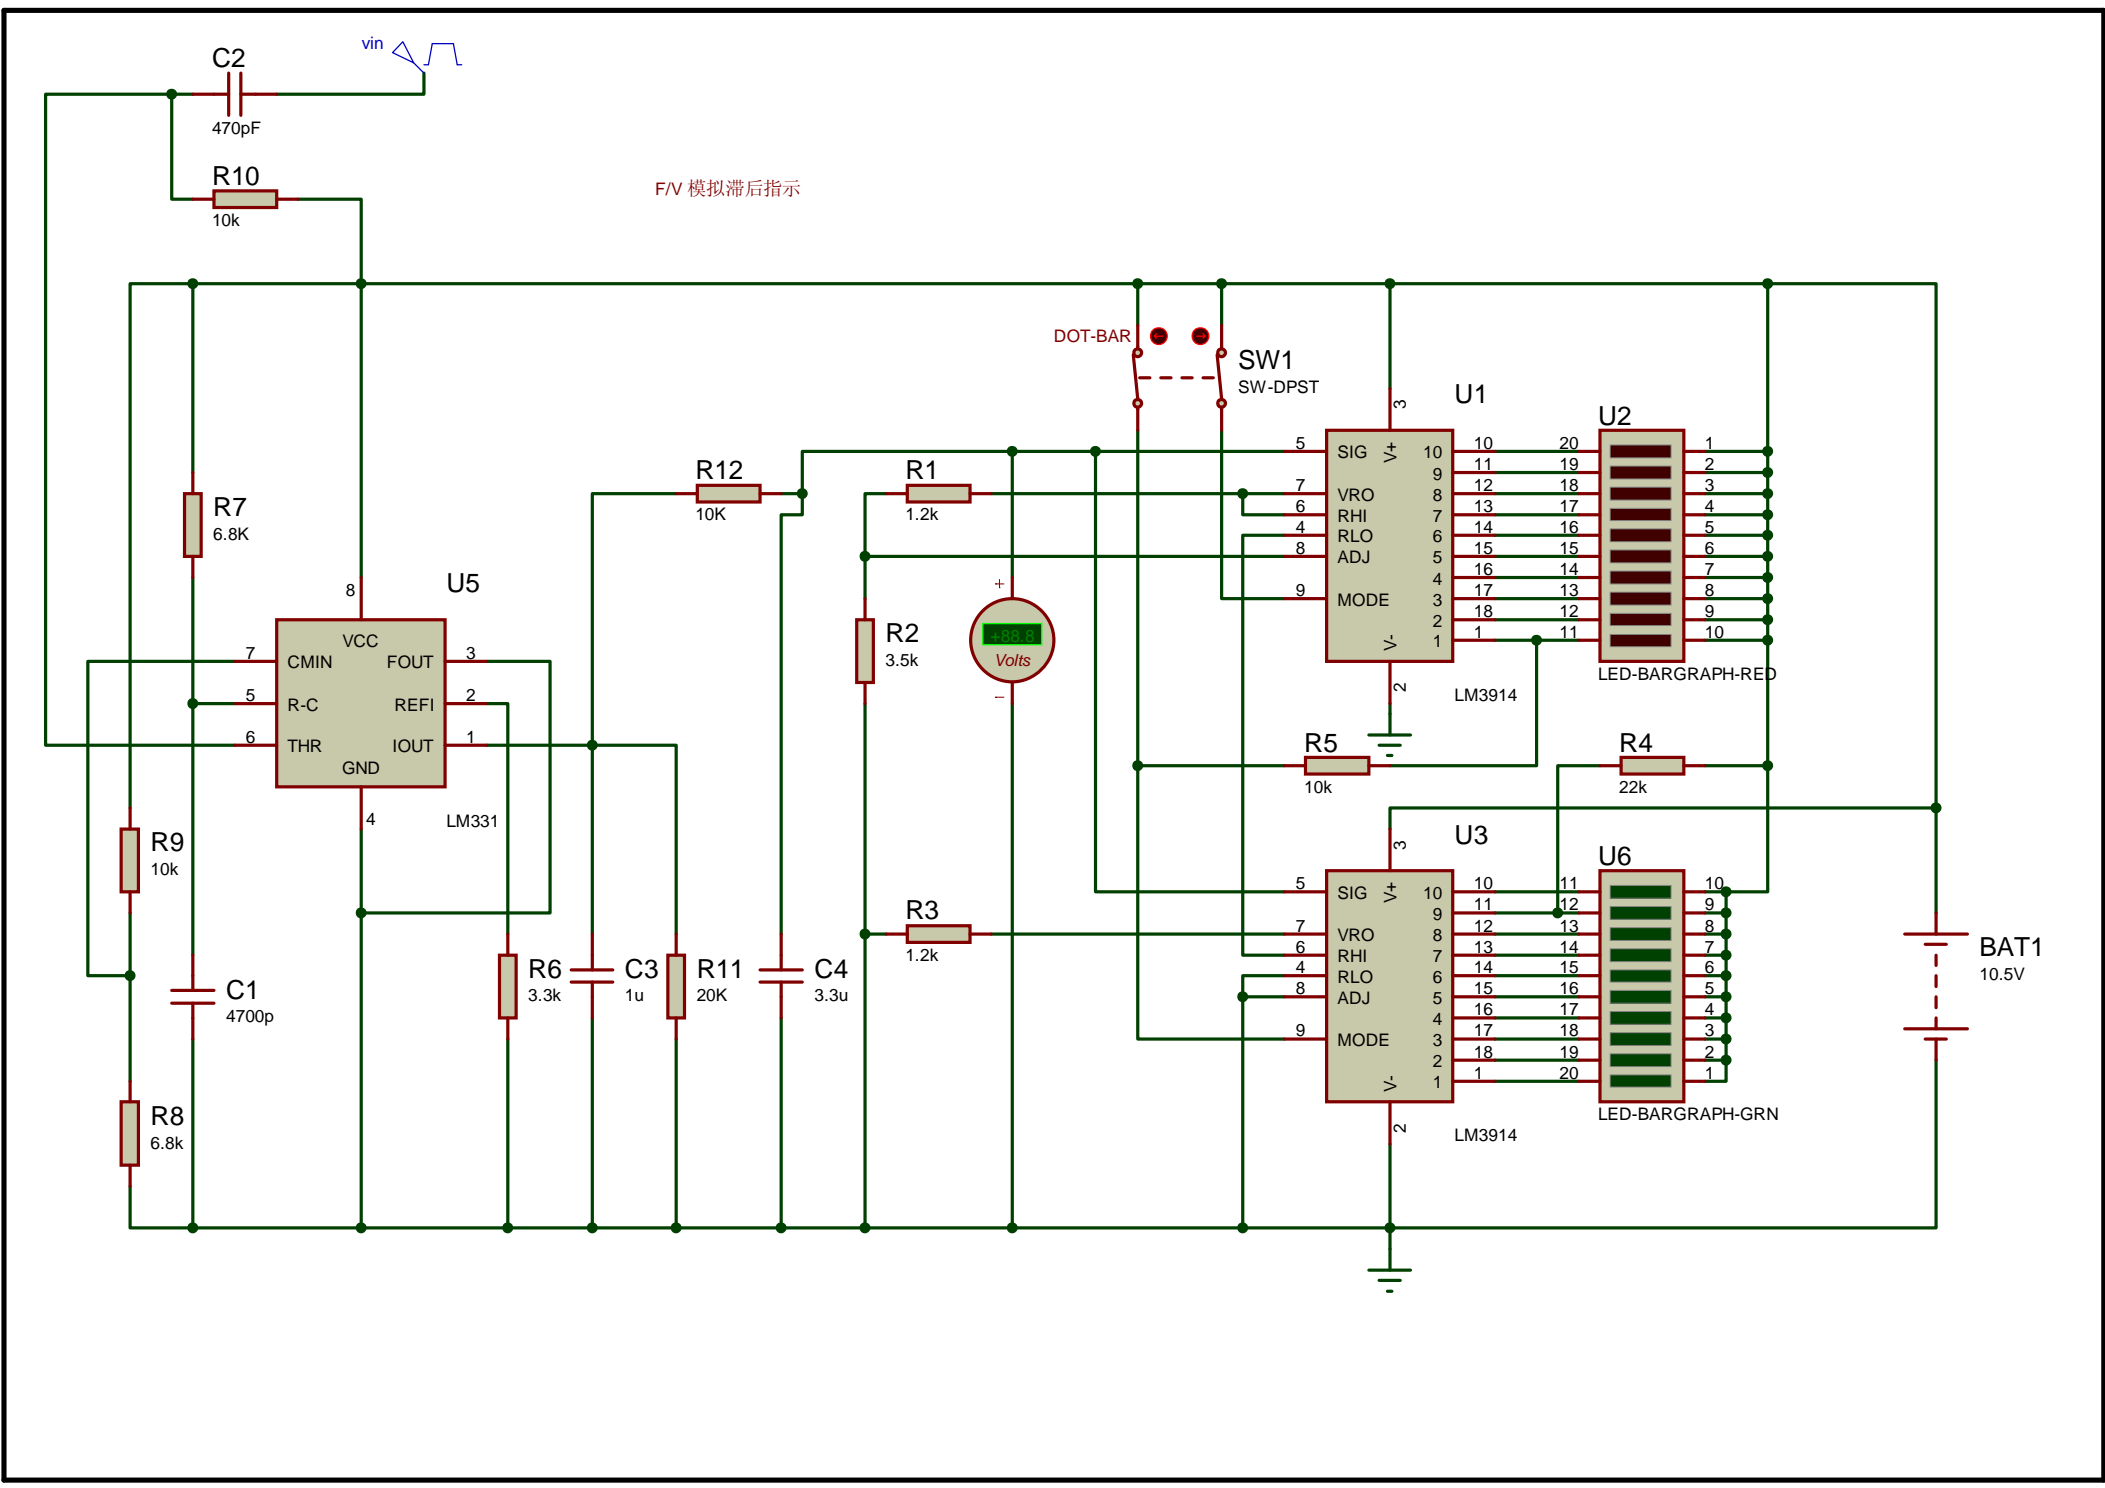 vin
C2
470pF
R10
10k
F/V 模拟滞后指示
DOT-BAR
SW1
SW-DPST
R7
6.8K
U5
8
VCC
7
CMIN
FOUT
3
5
R-C
REFI
2
6
THR
IOUT
1
GND
4
LM331
R9
10k
R8
6.8k
C1
4700p
R6
3.3k
C3
1u
R11
20K
C4
3.3u
R12
10K
R1
1.2k
R2
3.5k
R3
1.2k
+
+88.8
Volts
−
U1
3
V+
5
SIG
7
VRO
6
RHI
4
RLO
8
ADJ
9
MODE
V-
2
10 10
9 11
8 12
7 13
6 14
5 15
4 16
3 17
2 18
1 1
LM3914
U2
20 1
19 2
18 3
17 4
16 5
15 6
14 7
13 8
12 9
11 10
LED-BARGRAPH-RED
R5
10k
R4
22k
U3
3
V+
5
SIG
7
VRO
6
RHI
4
RLO
8
ADJ
9
MODE
V-
2
10 10
9 11
8 12
7 13
6 14
5 15
4 16
3 17
2 18
1 1
LM3914
U6
11 10
12 9
13 8
14 7
15 6
16 5
17 4
18 3
19 2
20 1
LED-BARGRAPH-GRN
BAT1
10.5V